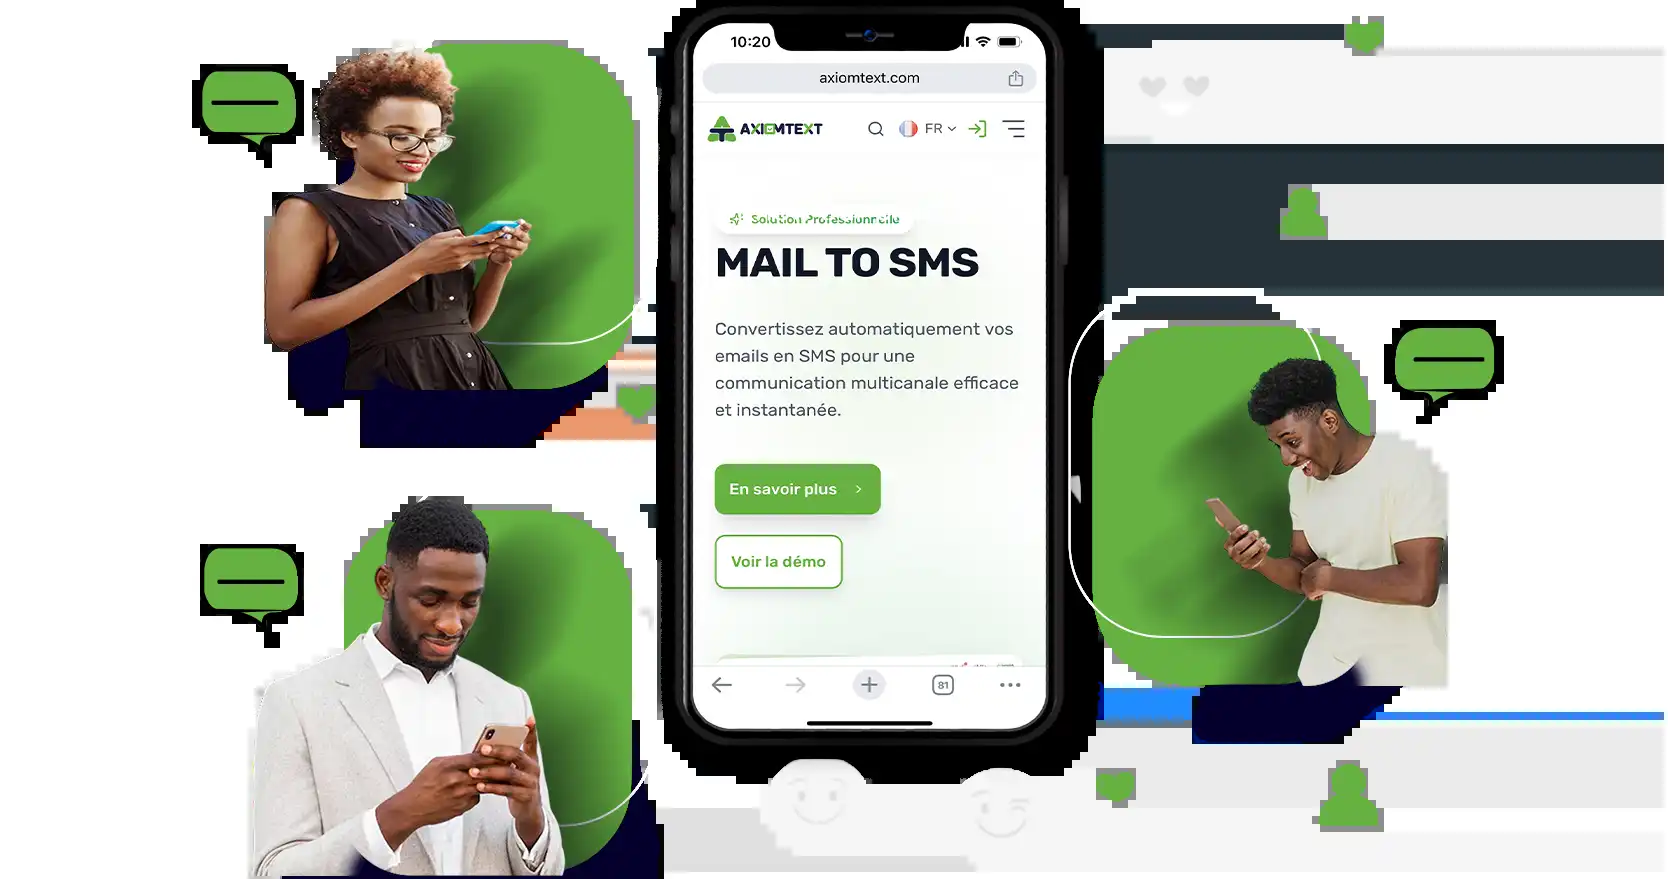 10:20
axiomtext.com
AXIOMTEXT
FR
Solution Professionnelle
MAIL TO SMS
Convertissez automatiquement vos
emails en SMS pour une
communication multicanale efficace
et instantanée.
En savoir plus
Voir la démo
81